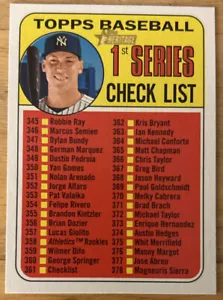 TOPPS BASEBALL
Heritage
1st SERIES
CHECK LIST
345 Robbie Ray
346 Marcus Semien
347 Dylan Bundy
348 German Marquez
349 Dustin Pedroia
350 Yan Gomes
351 Nolan Arenado
352 Jorge Alfaro
353 Pat Valaika
354 Felipe Rivero
355 Brandon Kintzler
356 Brian Dozier
357 Lucas Giolito
358 Athletics Rookies
359 Wilmer Difo
360 George Springer
361 Checklist
362 Kris Bryant
363 Ian Kennedy
364 Michael Conforto
365 Matt Chapman
366 Chris Taylor
367 Greg Bird
368 Jason Heyward
369 Paul Goldschmidt
370 Melky Cabrera
371 Brad Brach
372 Michael Taylor
373 Enrique Hernandez
374 Austin Hedges
375 Whit Merrifield
376 Manny Margot
377 Jose Abreu
378 Magneuris Sierra